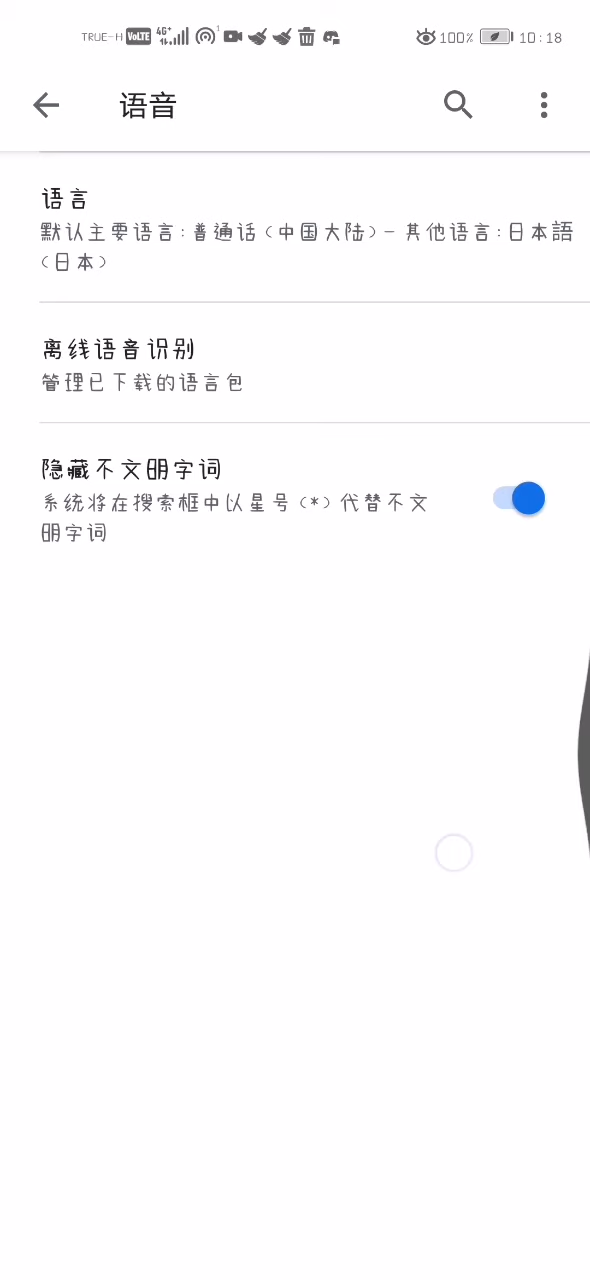 TRUE-H VoLTE 4G+ 1 100% 10:18
语音
语言
默认主要语言:普通话(中国大陆)- 其他语言:日本語
(日本)
离线语音识别
管理已下载的语言包
隐藏不文明字词
系统将在搜索框中以星号(*)代替不文
明字词